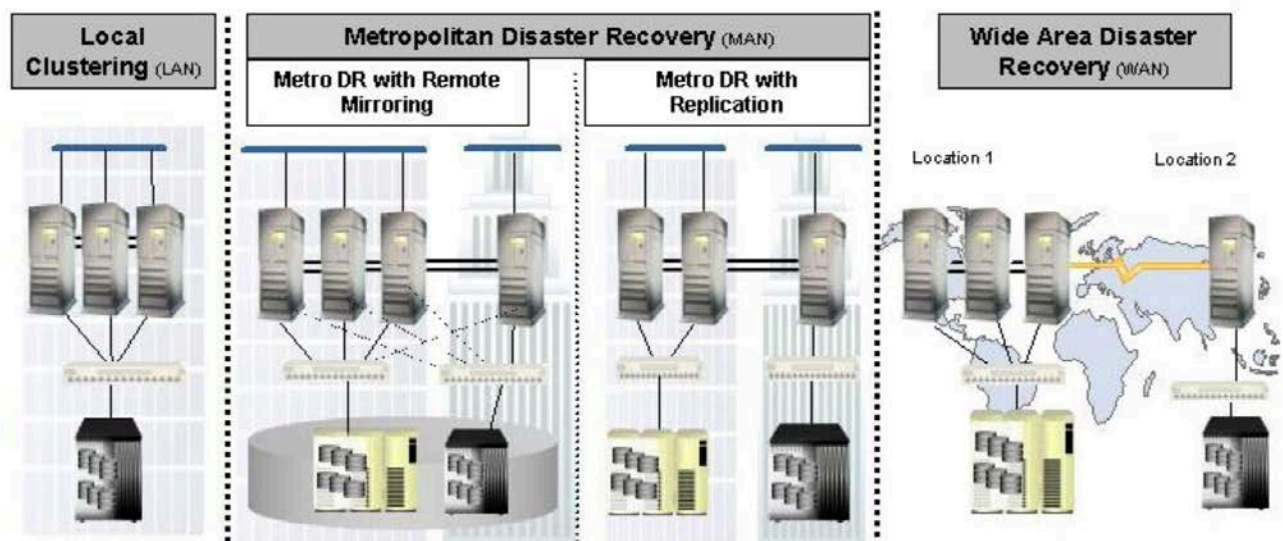 Local
Clustering (LAN)
Metropolitan Disaster Recovery (MAN)
Metro DR with Remote
Mirroring
Metro DR with
Replication
Wide Area Disaster
Recovery (WAN)
Location 1
Location 2